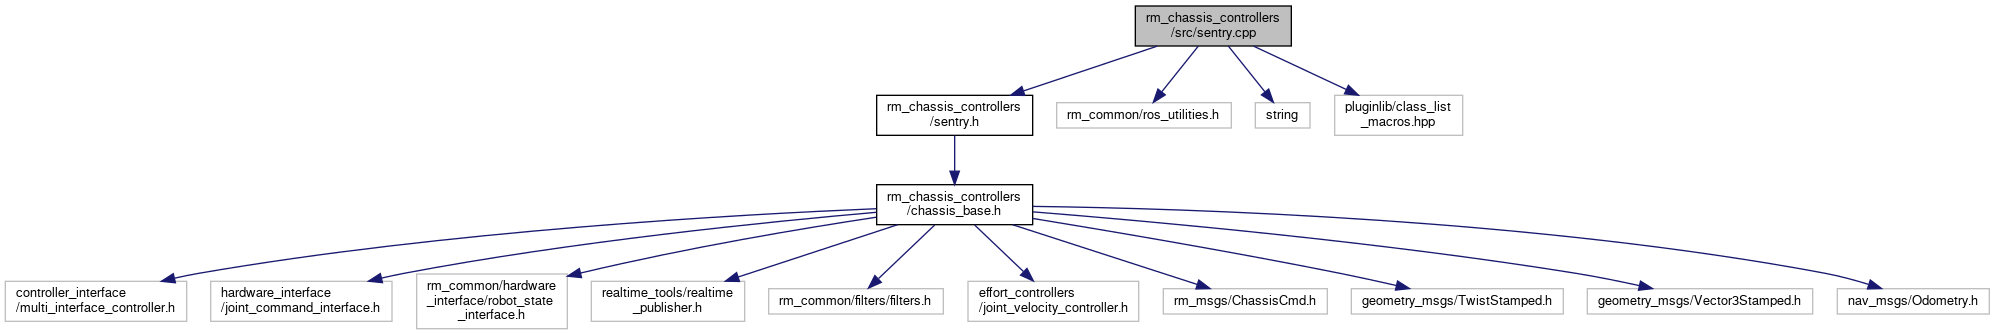 rm_chassis_controllers
/src/sentry.cpp
rm_chassis_controllers
/sentry.h
rm_common/ros_utilities.h
string
pluginlib/class_list
_macros.hpp
rm_chassis_controllers
/chassis_base.h
controller_interface
/multi_interface_controller.h
hardware_interface
/joint_command_interface.h
rm_common/hardware
_interface/robot_state
_interface.h
realtime_tools/realtime
_publisher.h
rm_common/filters/filters.h
effort_controllers
/joint_velocity_controller.h
rm_msgs/ChassisCmd.h
geometry_msgs/TwistStamped.h
geometry_msgs/Vector3Stamped.h
nav_msgs/Odometry.h